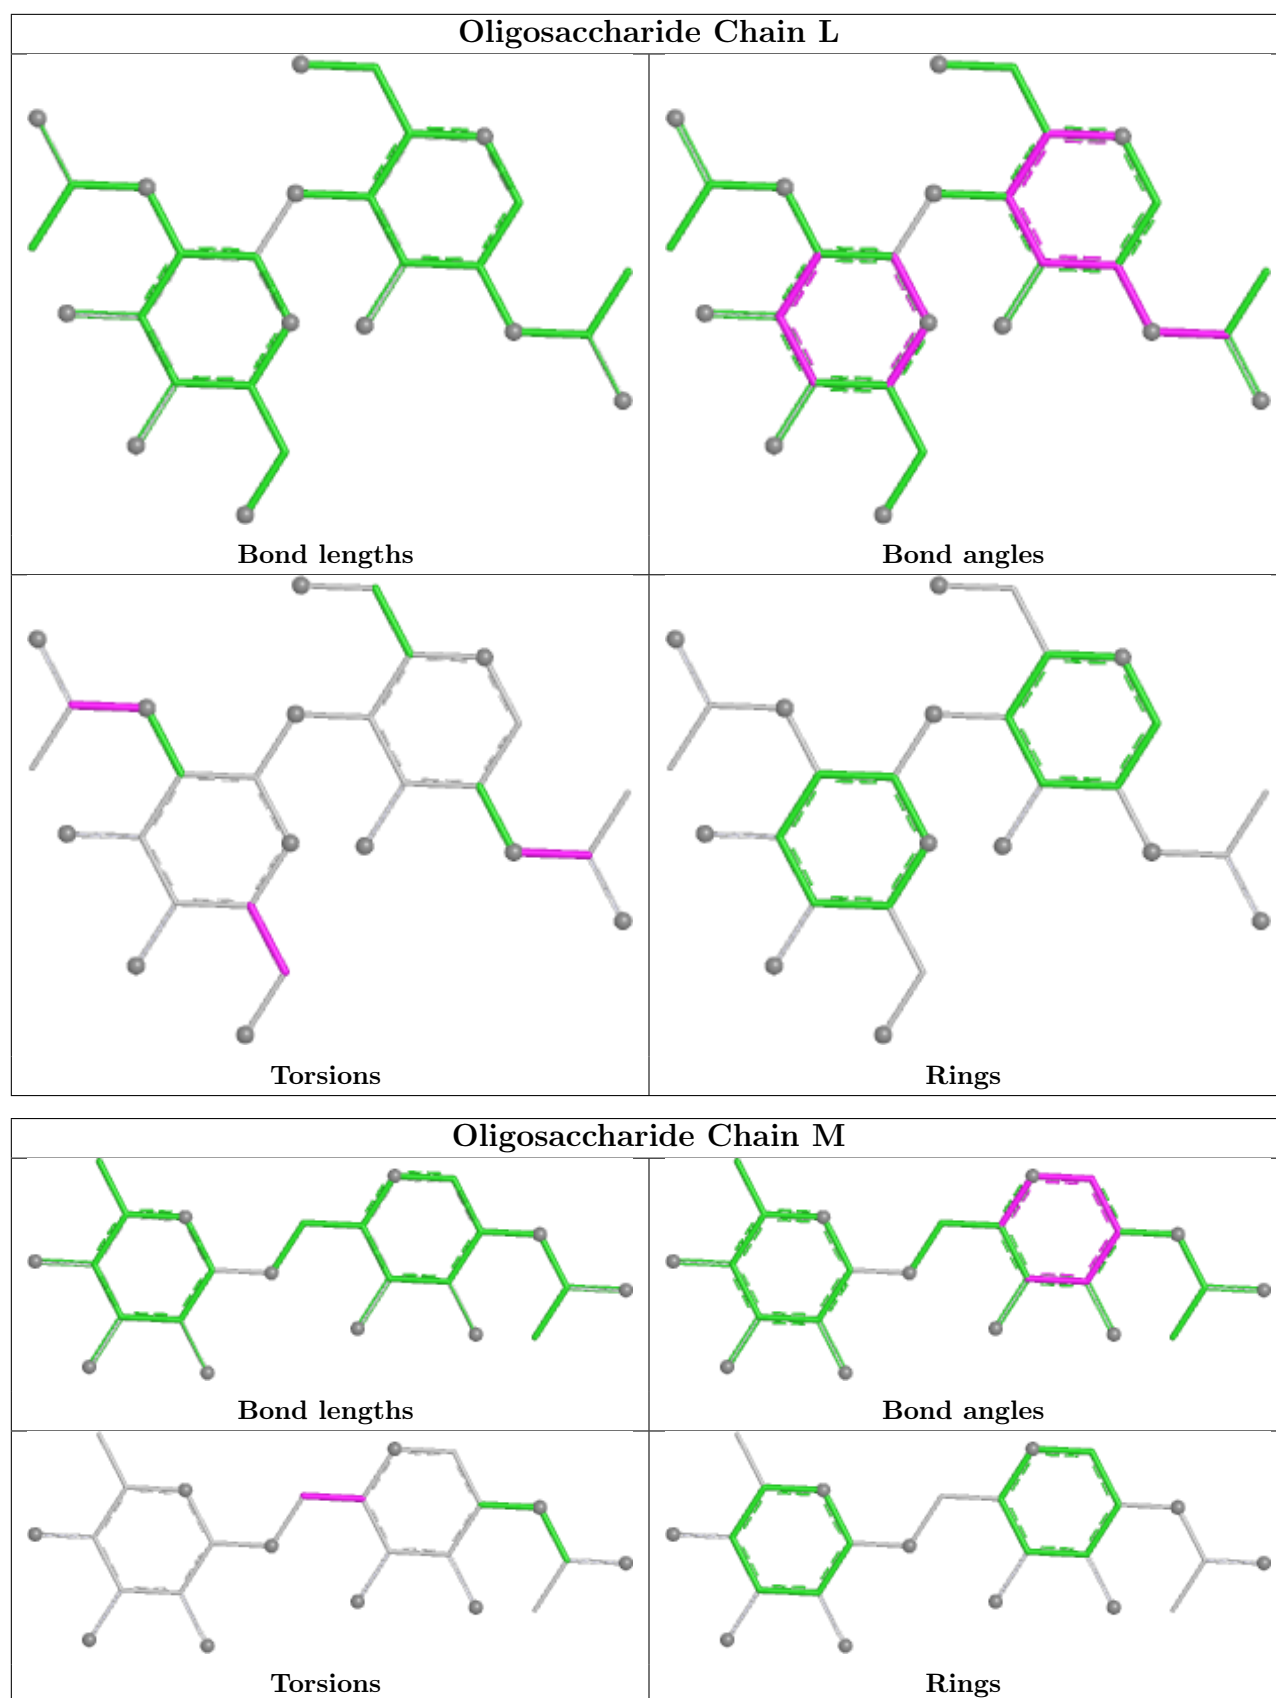 Oligosaccharide Chain L
Bond lengths
Bond angles
Torsions
Rings
Oligosaccharide Chain M
Bond lengths
Bond angles
Torsions
Rings